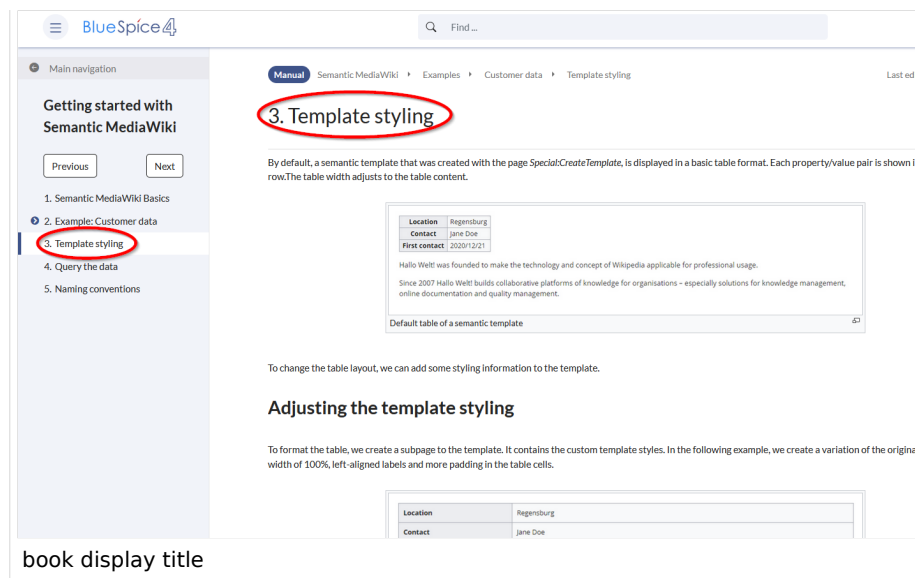 BlueSpice 4
Find ...
Main navigation
Getting started with
Semantic MediaWiki
Previous
Next
1. Semantic MediaWiki Basics
2. Example: Customer data
3. Template styling
4. Query the data
5. Naming conventions
Manual Semantic MediaWiki Examples Customer data Template styling
Last ed
3. Template styling
By default, a semantic template that was created with the page Special:CreateTemplate, is displayed in a basic table format. Each property/value pair is shown i
row.The table width adjusts to the table content.
Location Regensburg
Contact Jane Doe
First contact 2020/12/21
Hallo Welt! was founded to make the technology and concept of Wikipedia applicable for professional usage.
Since 2007 Hallo Welt! builds collaborative platforms of knowledge for organisations – especially solutions for knowledge management,
online documentation and quality management.
Default table of a semantic template
To change the table layout, we can add some styling information to the template.
Adjusting the template styling
To format the table, we create a subpage to the template. It contains the custom template styles. In the following example, we create a variation of the origina
width of 100%, left-aligned labels and more padding in the table cells.
Location Regensburg
Contact Jane Doe
book display title